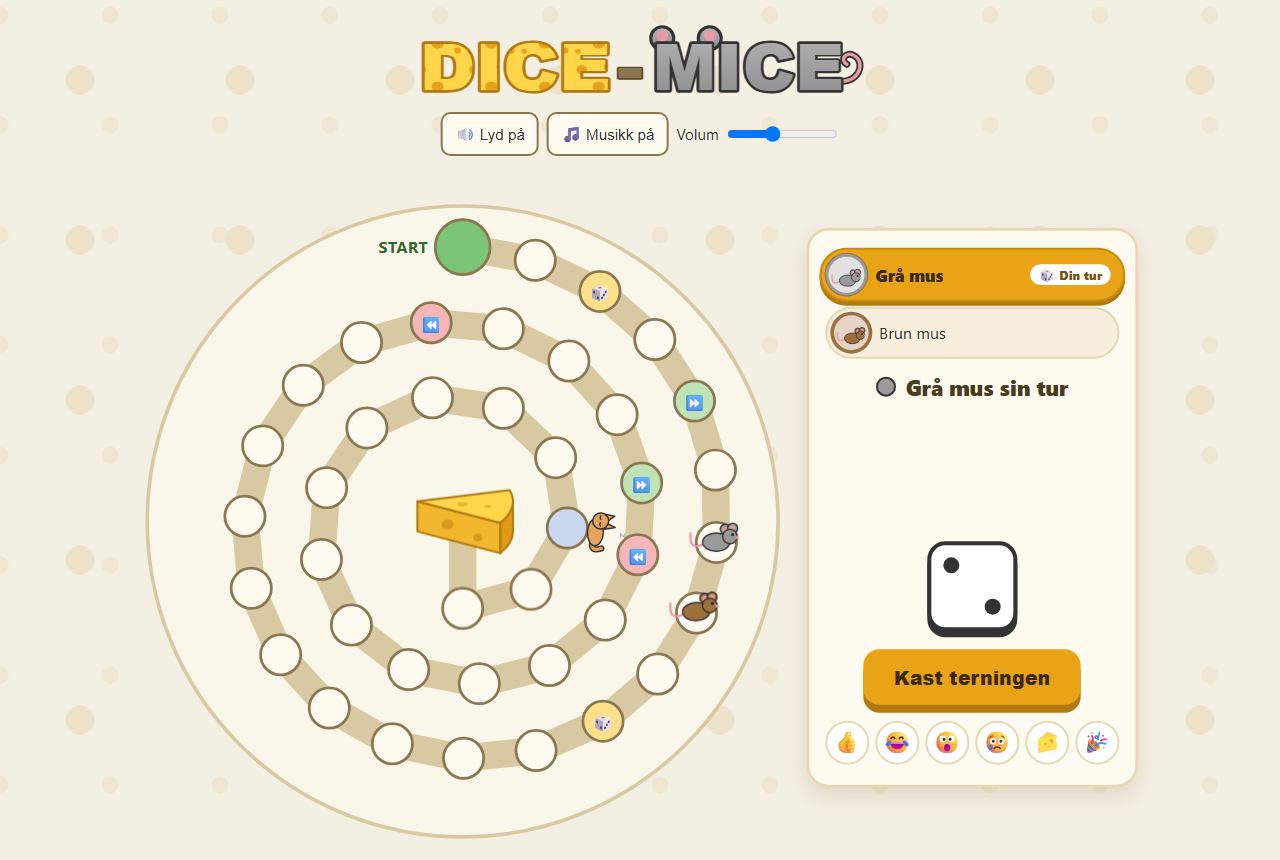 DICE-MICE
Lyd på
Musikk på
Volum
START
Grå mus
Din tur
Brun mus
Grå mus sin tur
Kast terningen